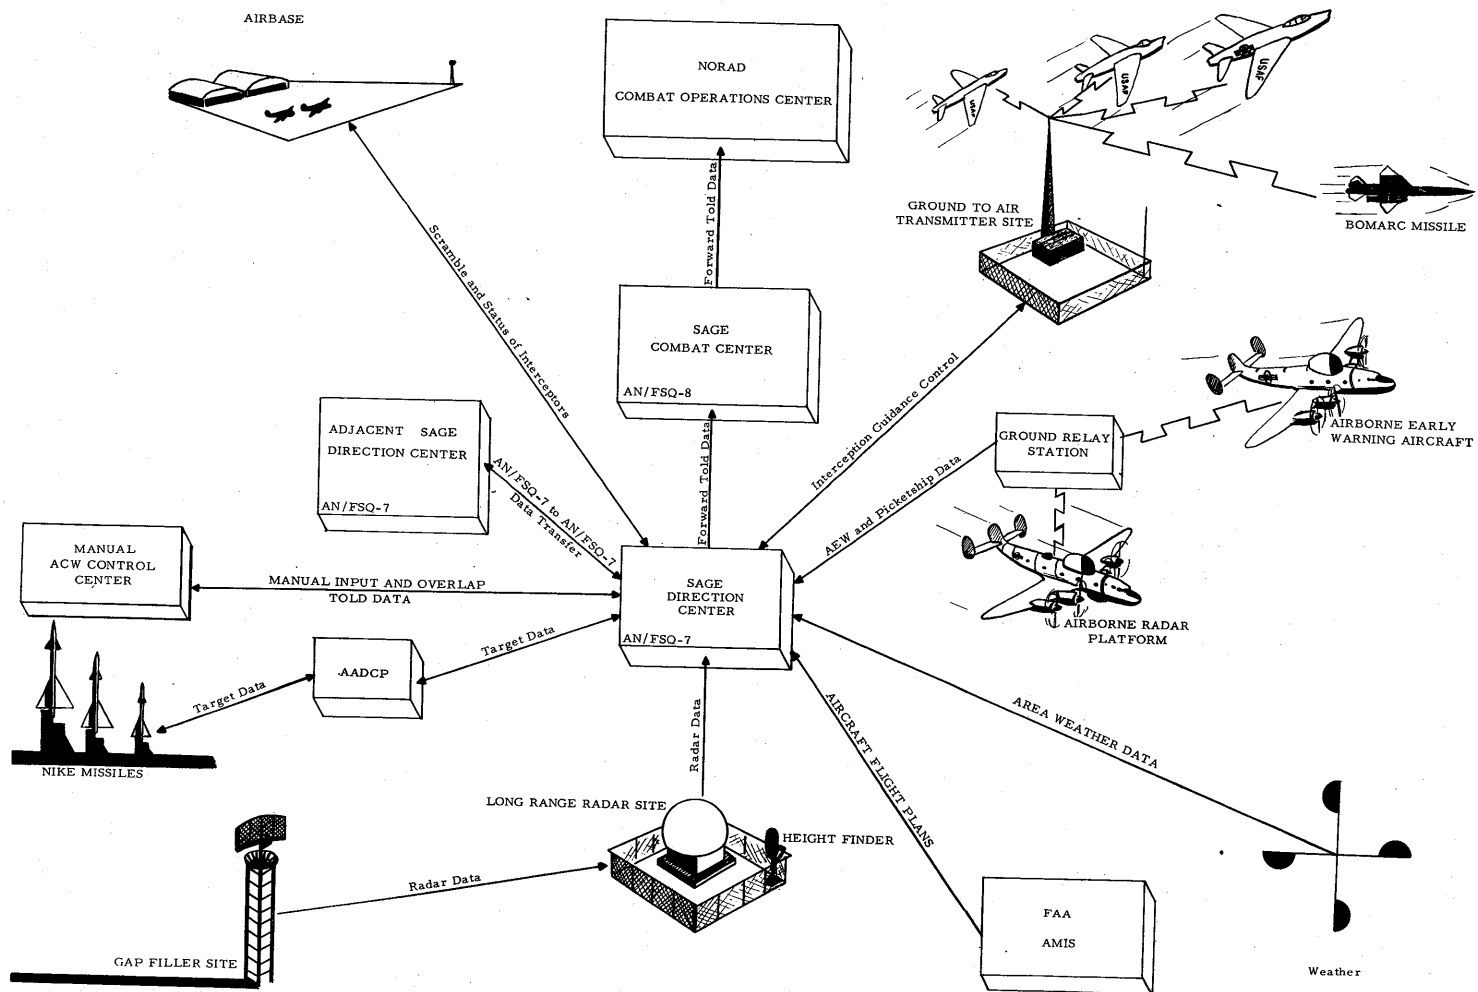 AIRBASE
NORAD
COMBAT OPERATIONS CENTER
USAF
USAF
USAF
GROUND TO AIR
TRANSMITTER SITE
BOMARC MISSILE
Forward Told Data
Scramble and Status of Interceptors
SAGE
COMBAT CENTER
AN/FSQ-8
Interception Guidance Control
ADJACENT SAGE
DIRECTION CENTER
AN/FSQ-7
AN/FSQ-7 to AN/FSQ-7
Data Transfer
Forward Told Data
GROUND RELAY
STATION
AIRBORNE EARLY
WARNING AIRCRAFT
AEW and Picketship Data
MANUAL
ACW CONTROL
CENTER
MANUAL INPUT AND OVERLAP
TOLD DATA
SAGE
DIRECTION
CENTER
AN/FSQ-7
AIRBORNE RADAR
PLATFORM
Target Data
AADCP
Target Data
NIKE MISSILES
Radar Data
AIRCRAFT FLIGHT PLANS
AREA WEATHER DATA
LONG RANGE RADAR SITE
HEIGHT FINDER
Radar Data
GAP FILLER SITE
FAA
AMIS
Weather